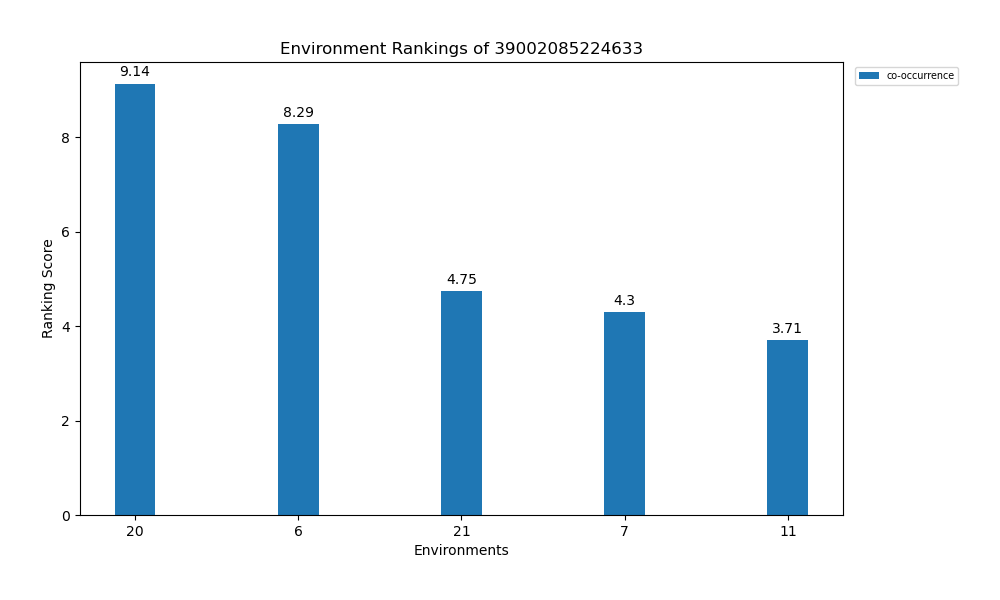 Environment Rankings of 39002085224633
co-occurrence
Ranking Score
8
6
4
2
0
9.14
8.29
4.75
4.3
3.71
20 6 21 7 11
Environments